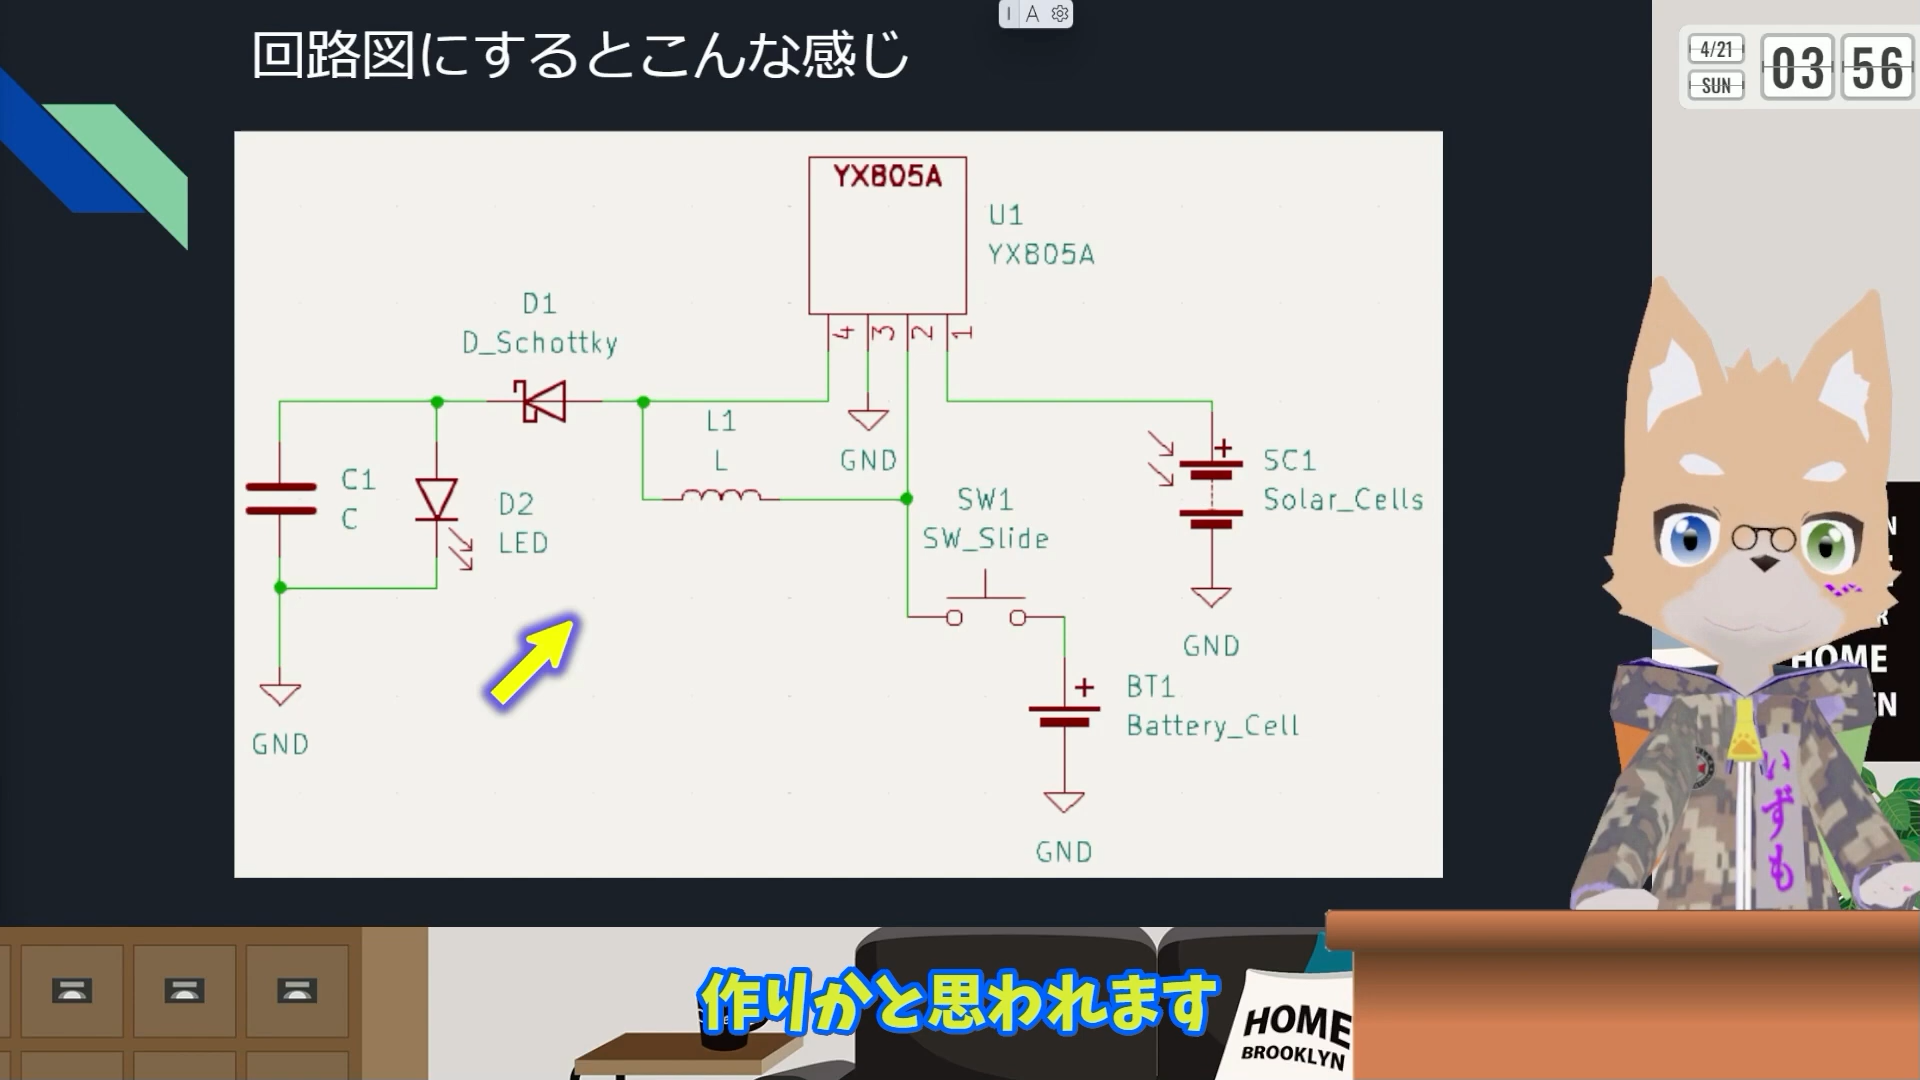 回路図にするとこんな感じ
A
4/21
SUN
03 56
YX805A
U1
YX805A
4 3 2 1
D1
D_Schottky
L1
L
GND
C1
C
D2
LED
SW1
SW_Slide
SC1
Solar_Cells
GND
BT1
Battery_Cell
GND
GND
HOME
いずも
作りかと思われます
HOME
BROOKLYN